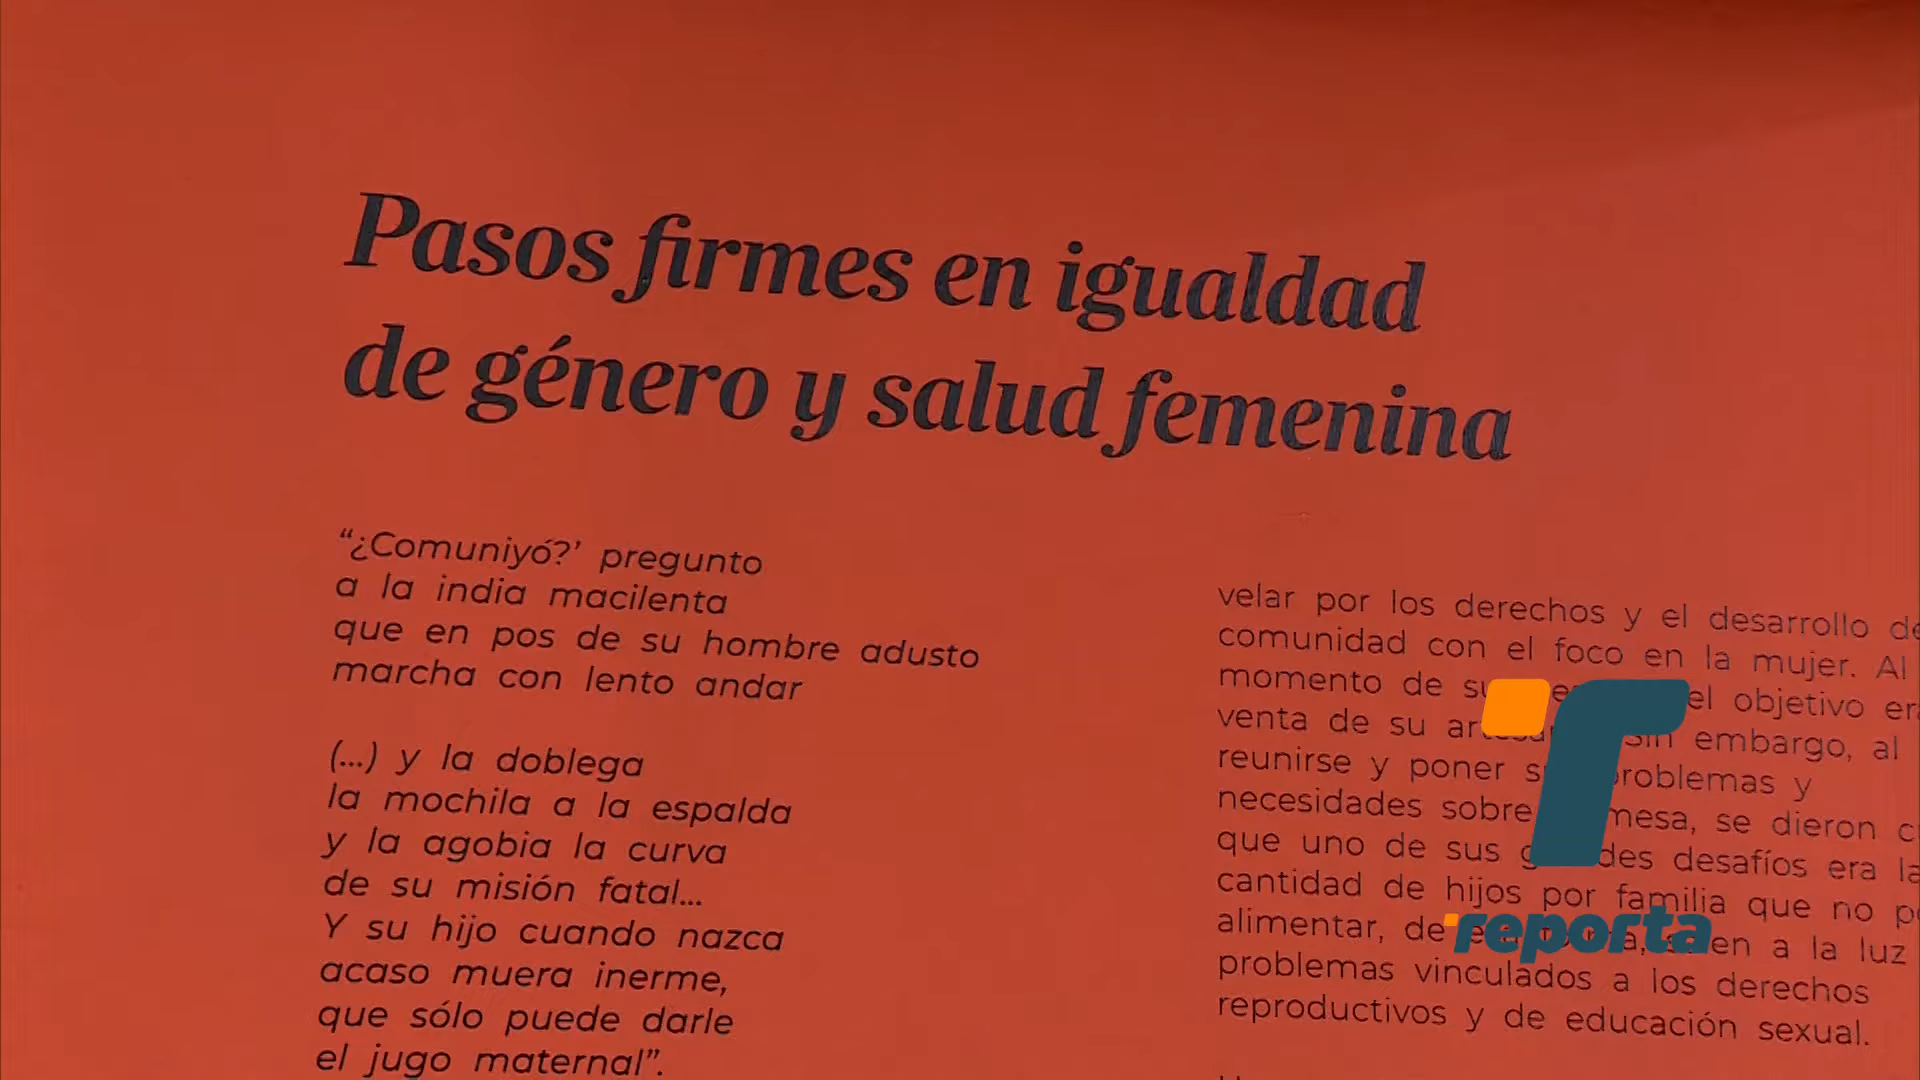 Pasos firmes en igualdad
de género y salud femenina
“¿Comuniyó?’ pregunto
a la india macilenta
que en pos de su hombre adusto
marcha con lento andar
(...) y la doblega
la mochila a la espalda
y la agobia la curva
de su misión fatal...
Y su hijo cuando nazca
acaso muera inerme,
que sólo puede darle
el jugo maternal”.
velar por los derechos y el desarrollo
comunidad con el foco en la mujer. Al
momento de el objetivo
venta de su Sin embargo, al
reunirse y poner problemas y
necesidades sobre mesa, se dieron
que uno de sus desafíos era
cantidad de hijos por familia que no
alimentar, de en a la luz
problemas vinculados a los derechos
reproductivos y de educación sexual.
r
reporta